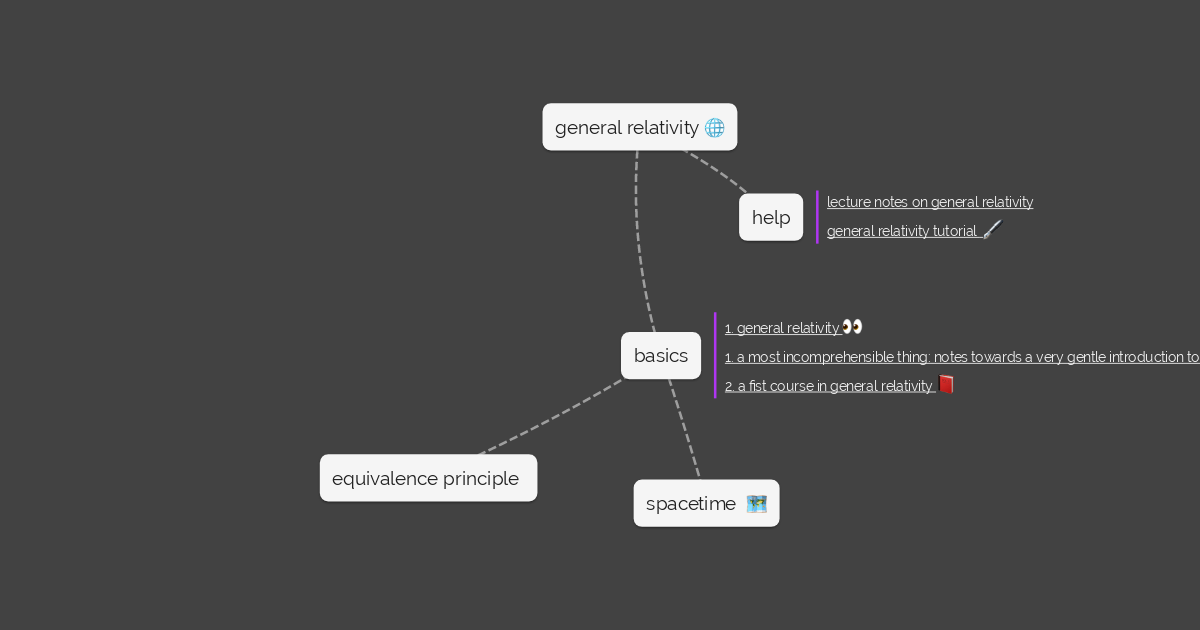 general relativity 🌐
help
lecture notes on general relativity
general relativity tutorial 🖋
basics
1. general relativity 👀
1. a most incomprehensible thing: notes towards a very gentle introduction to
2. a fist course in general relativity 📕
equivalence principle
spacetime 🗺